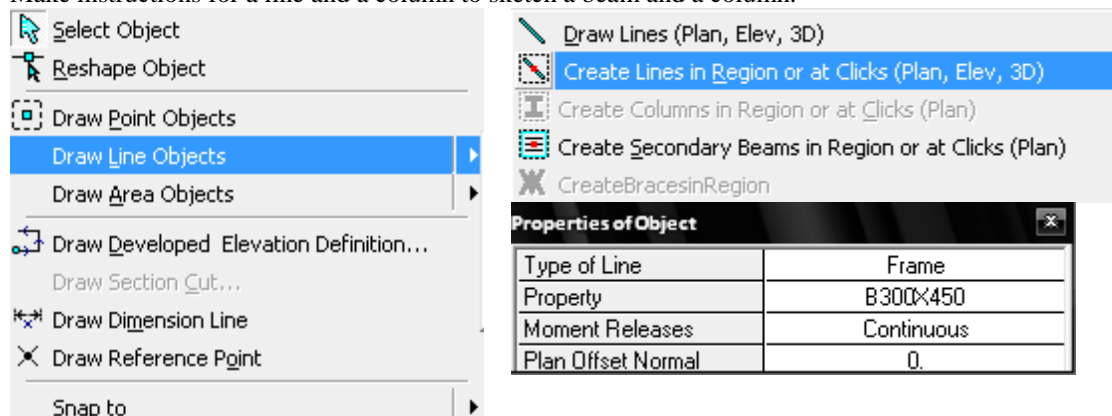 Make instructions for a line and a column to sketch a beam and a column.
Select Object
Reshape Object
Draw Point Objects
Draw Line Objects
Draw Area Objects
Draw Developed Elevation Definition...
Draw Section Cut...
Draw Dimension Line
Draw Reference Point
Snap to
Draw Lines (Plan, Elev, 3D)
Create Lines in Region or at Clicks (Plan, Elev, 3D)
Create Columns in Region or at Clicks (Plan)
Create Secondary Beams in Region or at Clicks (Plan)
CreateBracesinRegion
Properties of Object
Type of Line Frame
Property B300X450
Moment Releases Continuous
Plan Offset Normal 0.